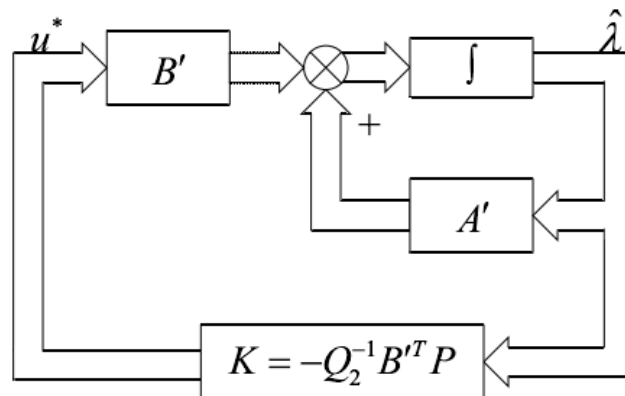 u*
λ̂
B′
∫
+
A′
K = −Q₂⁻¹B′ᵀP